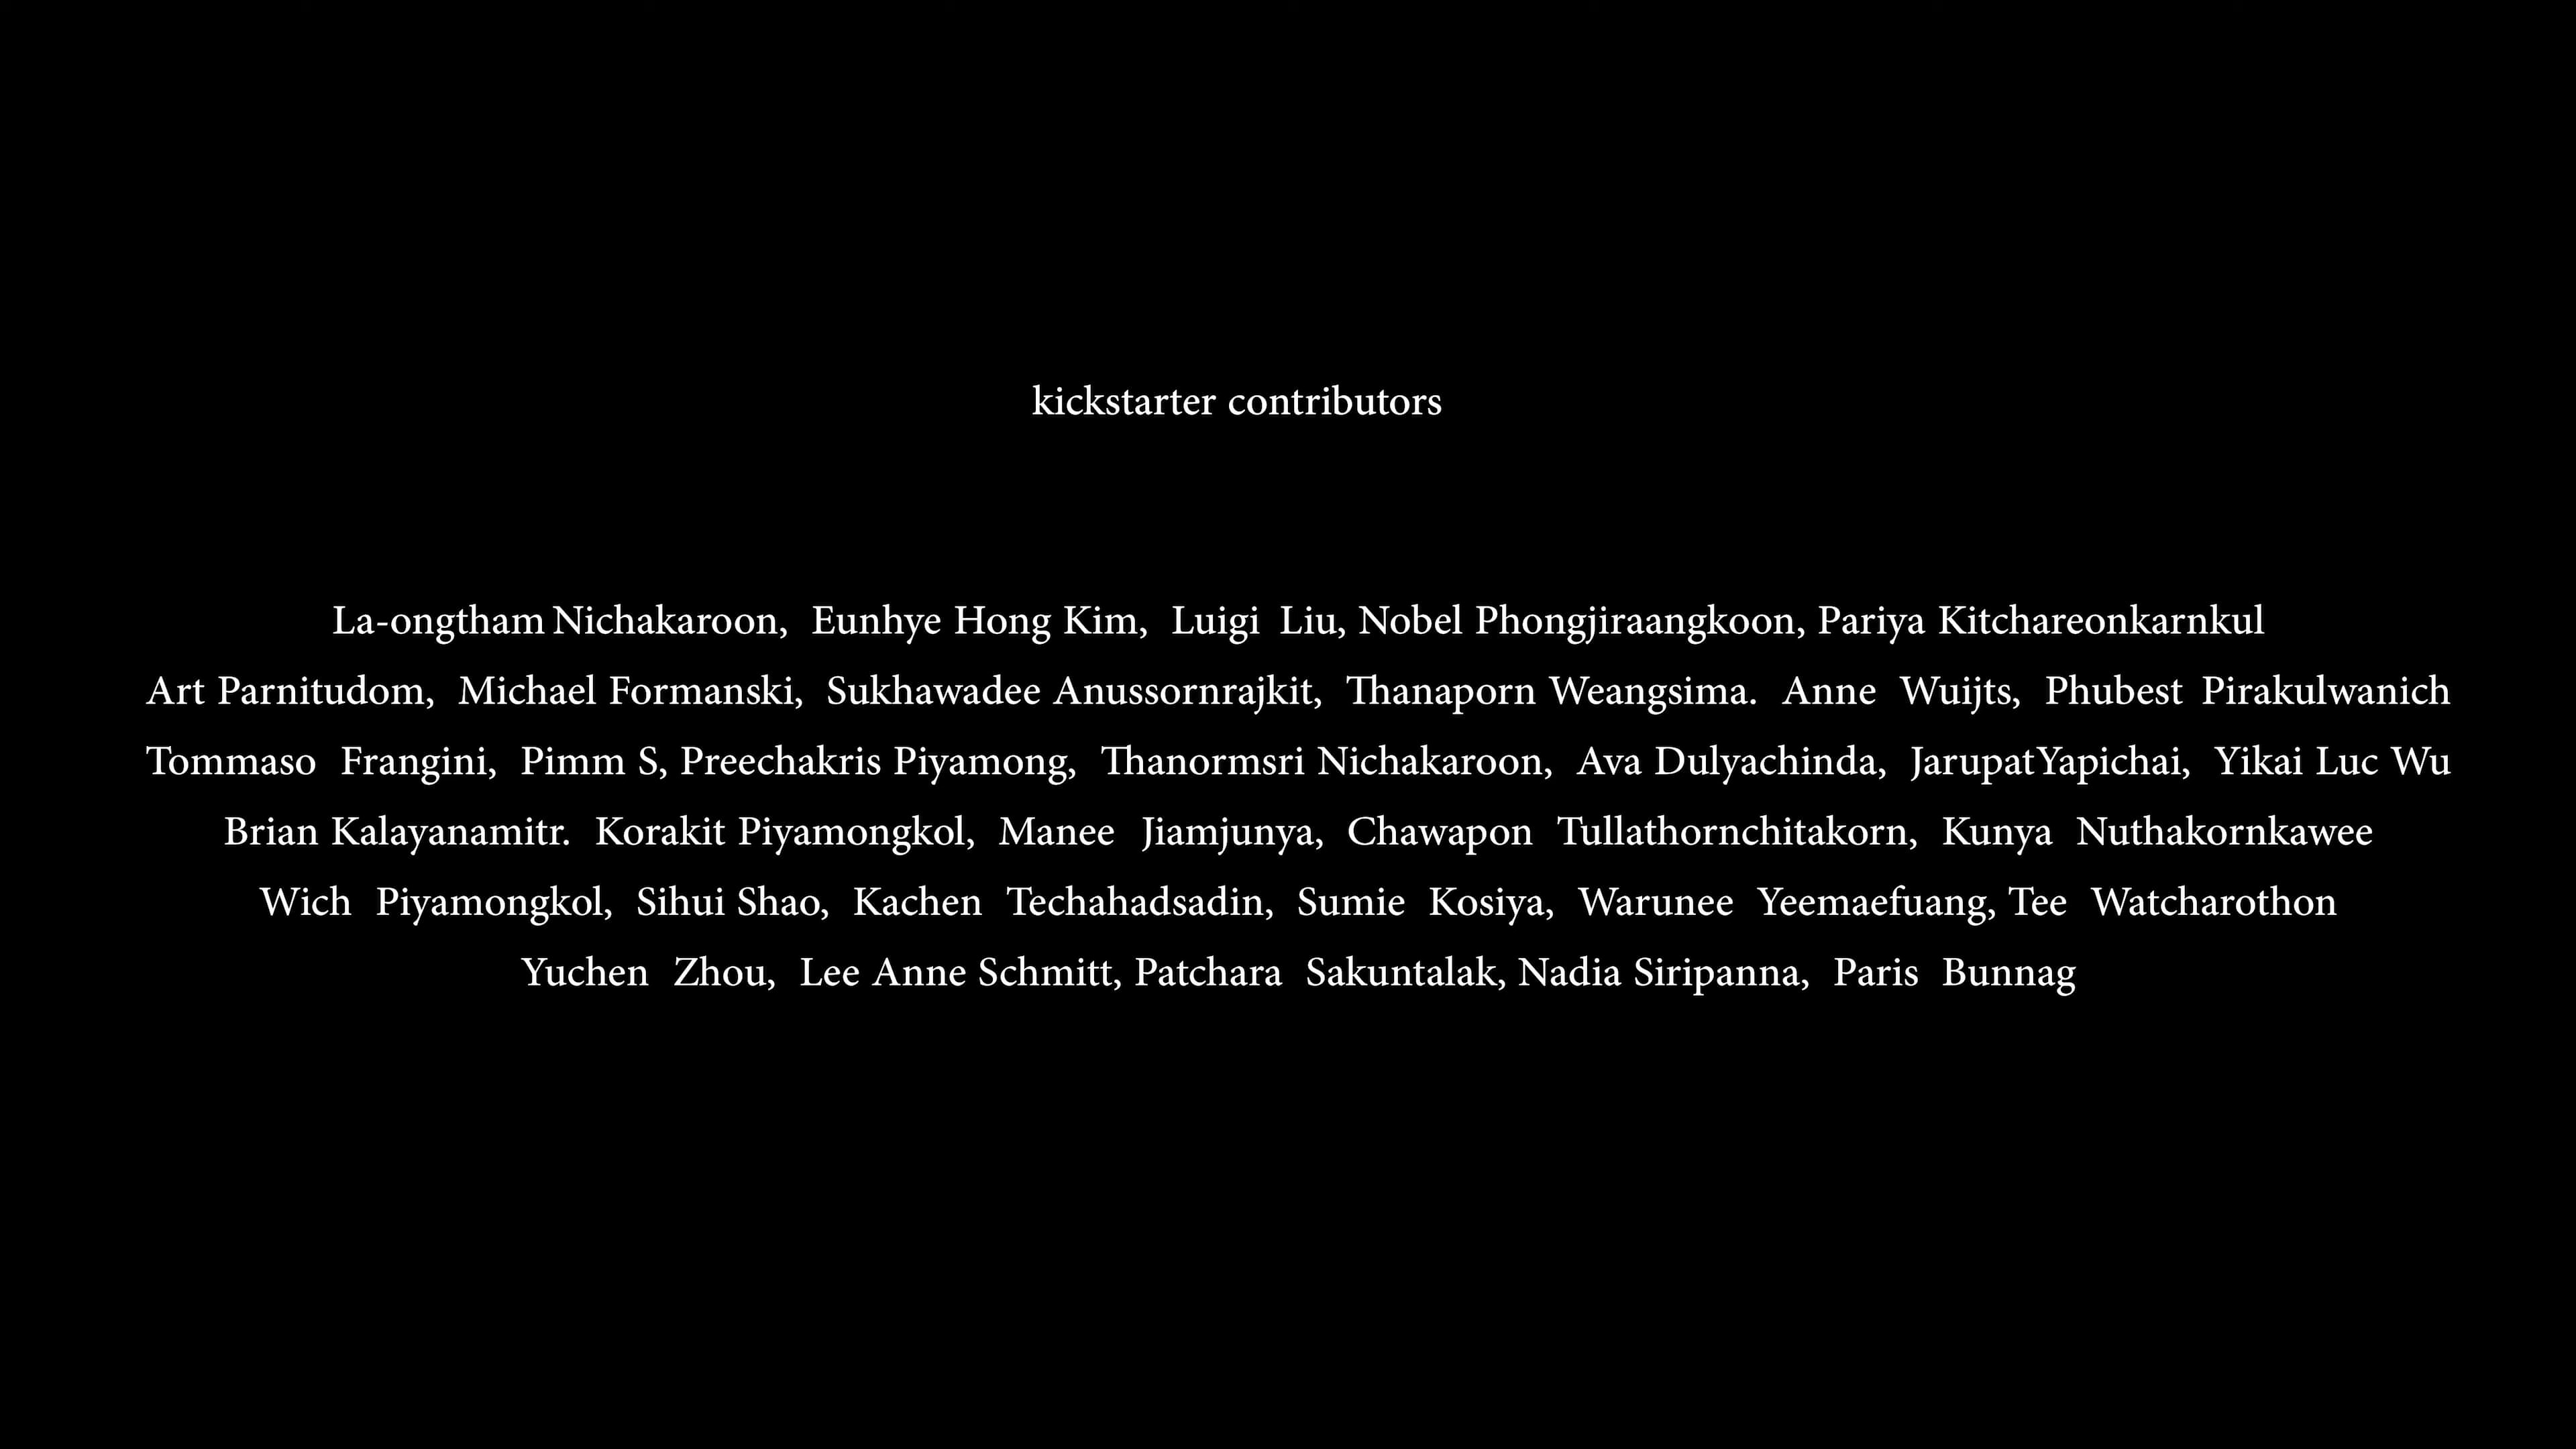 kickstarter contributors
La-ongtham Nichakaroon, Eunhye Hong Kim, Luigi Liu, Nobel Phongjiraangkoon, Pariya Kitchareonkarnkul
Art Parnitudom, Michael Formanski, Sukhawadee Anussornrajkit, Thanaporn Weangsima. Anne Wuijts, Phubest Pirakulwanich
Tommaso Frangini, Pimm S, Preechakris Piyamong, Thanormsri Nichakaroon, Ava Dulyachinda, JarupatYapichai, Yikai Luc Wu
Brian Kalayanamitr. Korakit Piyamongkol, Manee Jiamjunya, Chawapon Tullathornchitakorn, Kunya Nuthakornkawee
Wich Piyamongkol, Sihui Shao, Kachen Techahadsadin, Sumie Kosiya, Warunee Yeemaefuang, Tee Watcharothon
Yuchen Zhou, Lee Anne Schmitt, Patchara Sakuntalak, Nadia Siripanna, Paris Bunnag